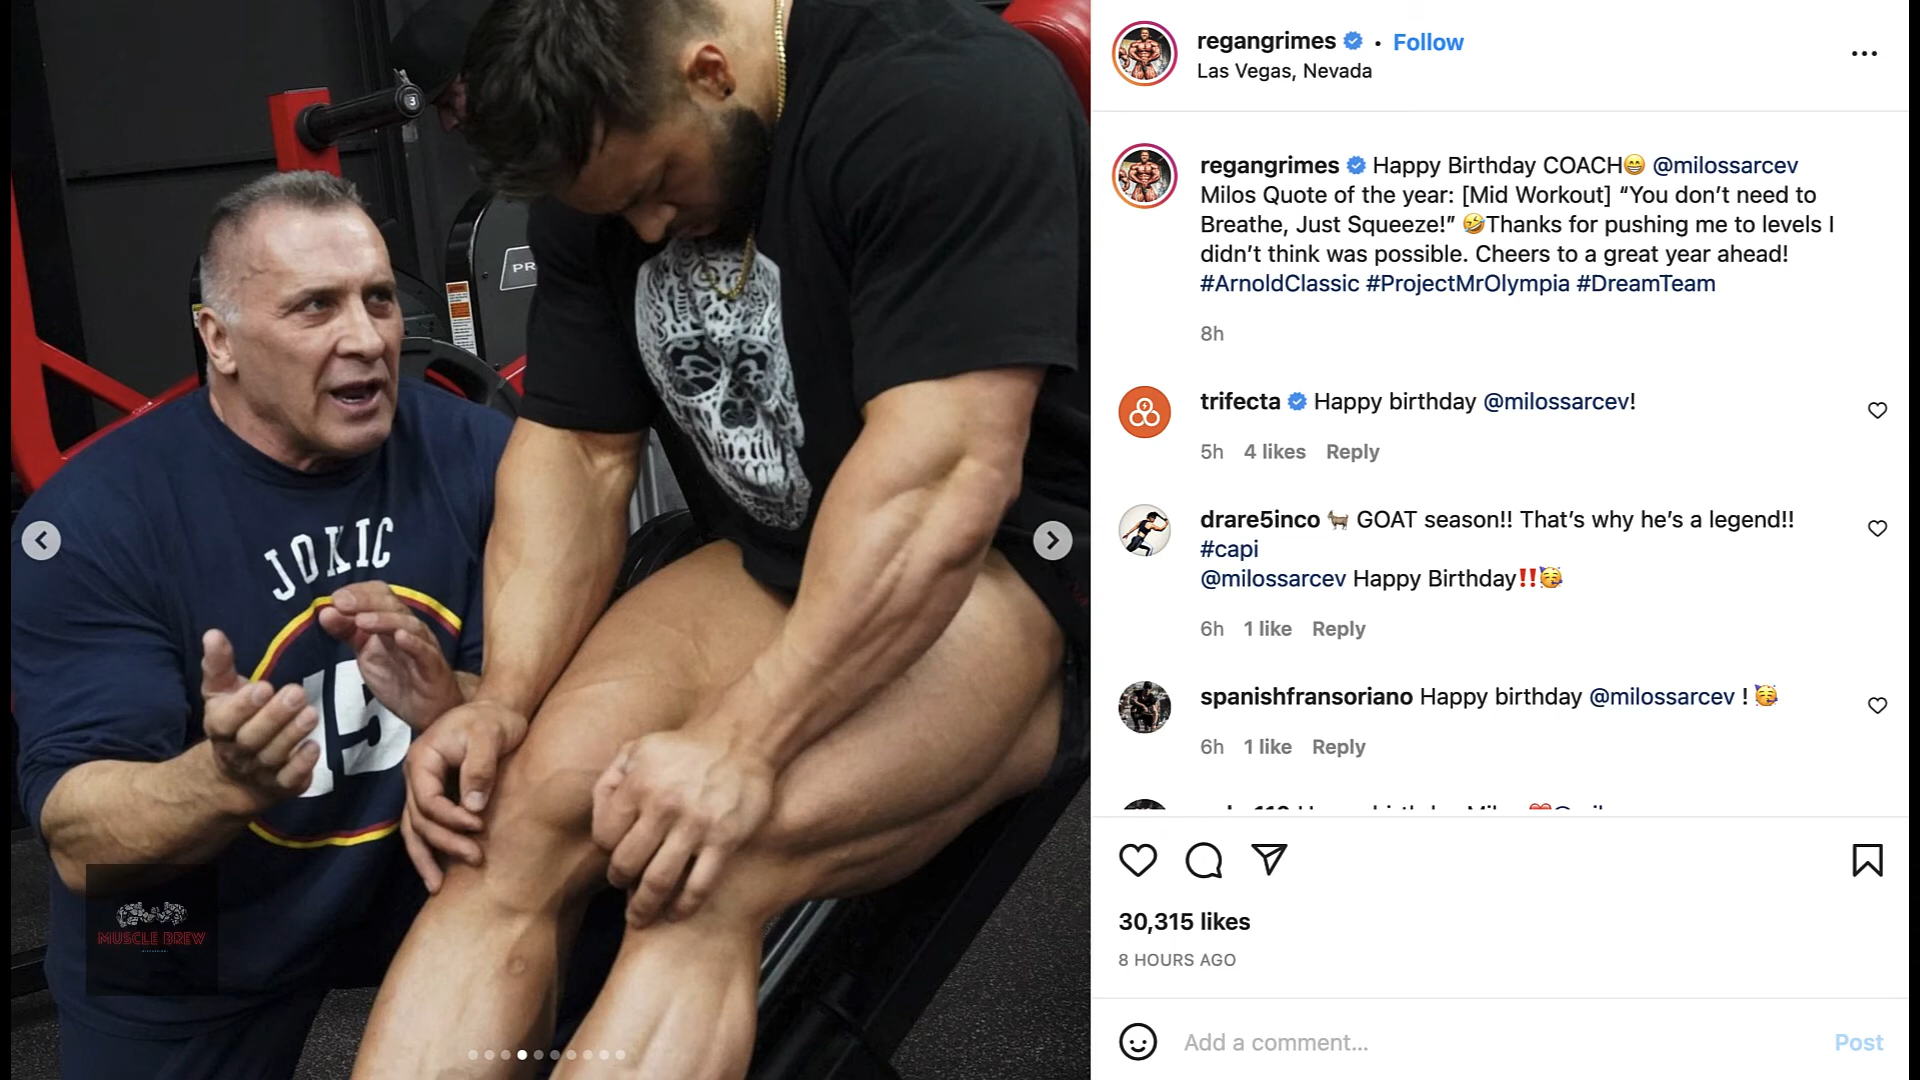 regangrimes • Follow
Las Vegas, Nevada
regangrimes Happy Birthday COACH😁 @milossarcev
Milos Quote of the year: [Mid Workout] “You don’t need to
Breathe, Just Squeeze!” 🤣Thanks for pushing me to levels I
didn’t think was possible. Cheers to a great year ahead!
#ArnoldClassic #ProjectMrOlympia #DreamTeam
8h
trifecta Happy birthday @milossarcev!
5h 4 likes Reply
drare5inco 🐐 GOAT season!! That’s why he’s a legend!!
#capi
@milossarcev Happy Birthday‼️🥳
6h 1 like Reply
spanishfransoriano Happy birthday @milossarcev ! 🥳
6h 1 like Reply
30,315 likes
8 HOURS AGO
Add a comment...
Post
3
PR
JOKIC
15
MUSCLE BREW